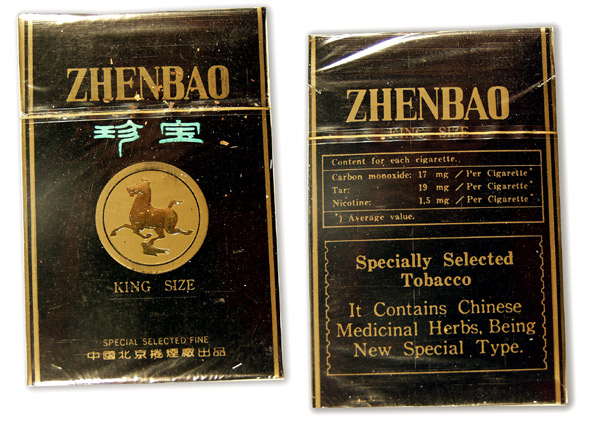 ZHENBAO
珍宝
KING SIZE
SPECIAL SELECTED FINE
中國北京捲煙廠出品
ZHENBAO
KING SIZE
Content for each cigarette..
Carbon monoxide: 17 mg / Per Cigarette*
Tar: 19 mg / Per Cigarette*
Nicotine: 1,5 mg / Per Cigarette*
*) Average value.
Specially Selected
Tobacco
It Contains Chinese
Medicinal Herbs, Being
New Special Type.